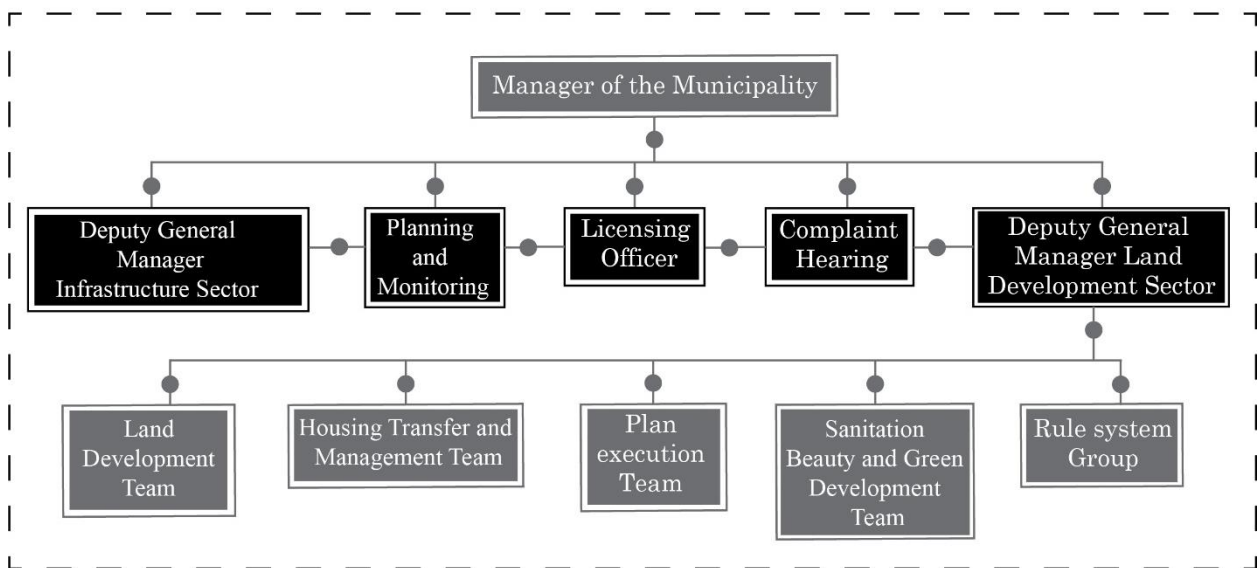 Manager of the Municipality
Deputy General
Manager
Infrastructure Sector
Planning
and
Monitoring
Licensing
Officer
Complaint
Hearing
Deputy General
Manager Land
Development Sector
Land
Development
Team
Housing Transfer and
Management Team
Plan
execution
Team
Sanitation
Beauty and Green
Development
Team
Rule system
Group